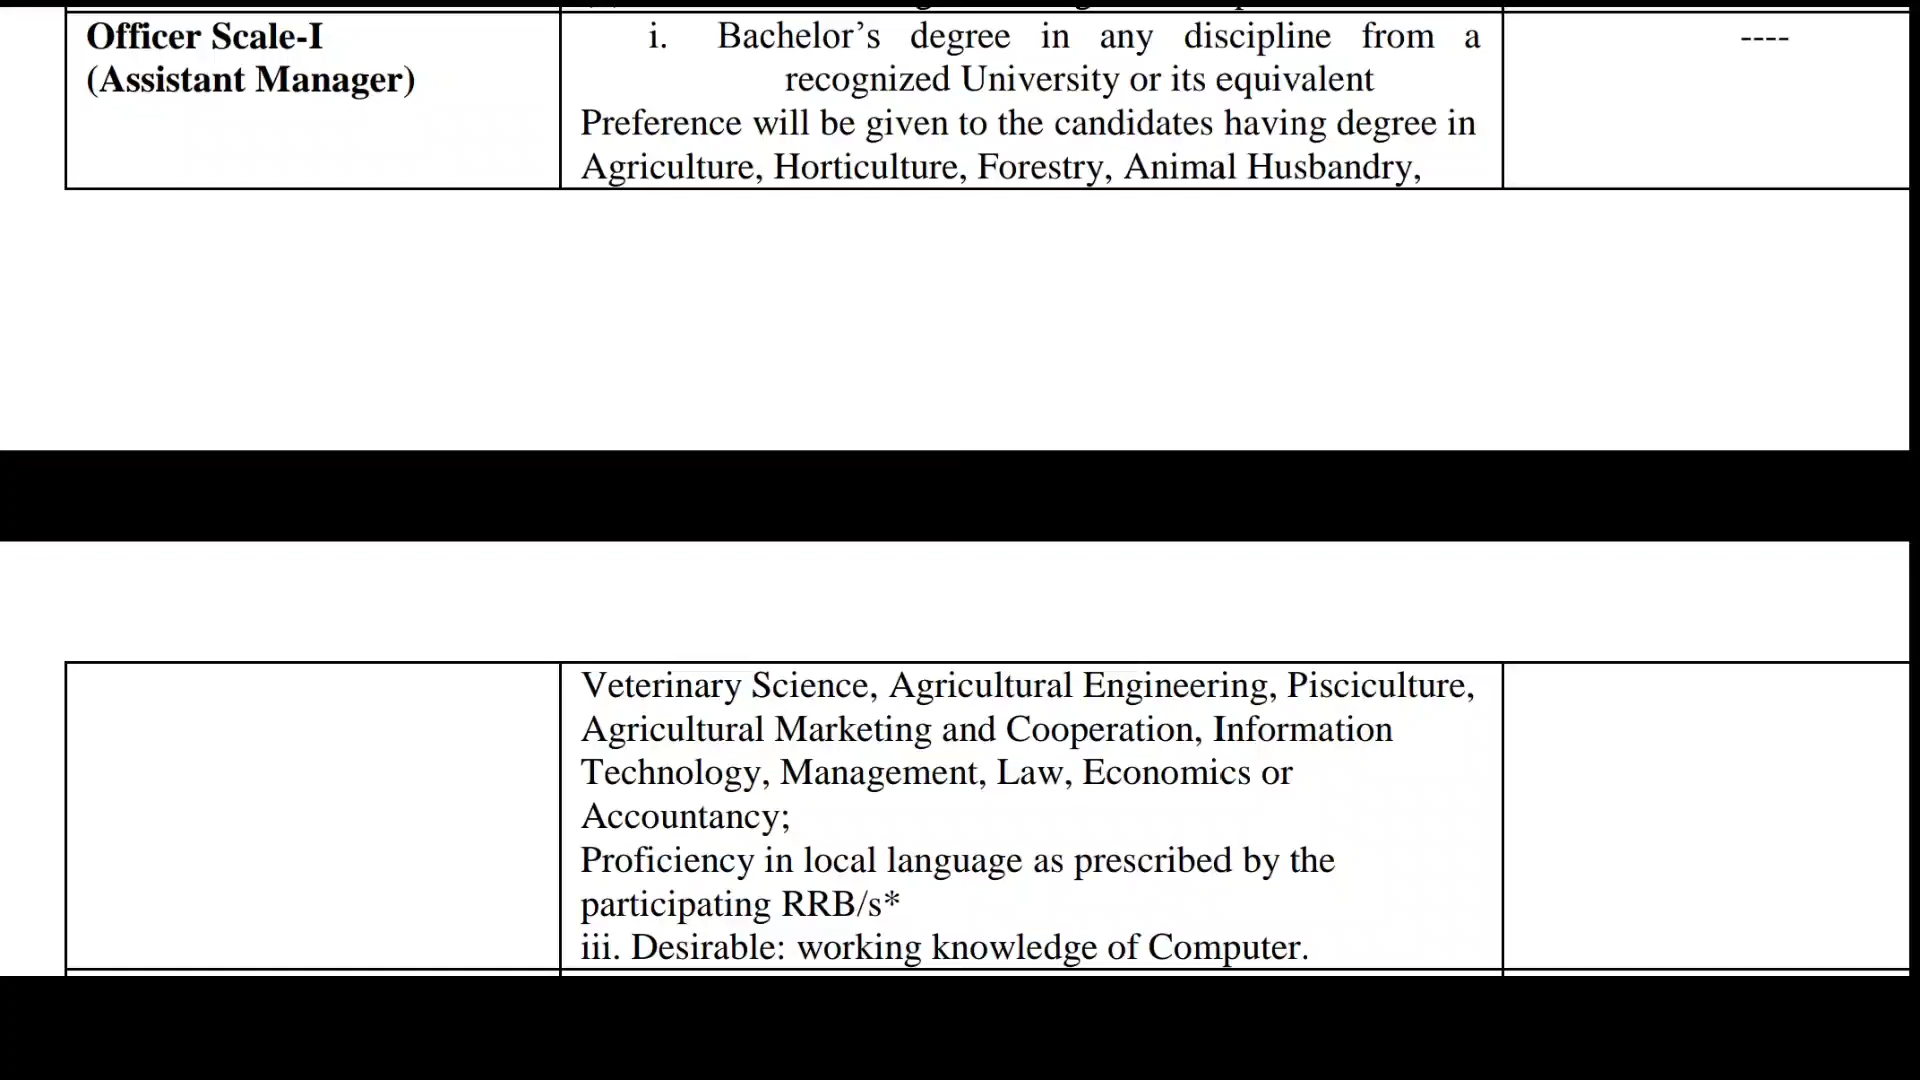 Officer Scale-I
(Assistant Manager)
i. Bachelor’s degree in any discipline from a
recognized University or its equivalent
Preference will be given to the candidates having degree in
Agriculture, Horticulture, Forestry, Animal Husbandry,
----
Veterinary Science, Agricultural Engineering, Pisciculture,
Agricultural Marketing and Cooperation, Information
Technology, Management, Law, Economics or
Accountancy;
Proficiency in local language as prescribed by the
participating RRB/s*
iii. Desirable: working knowledge of Computer.